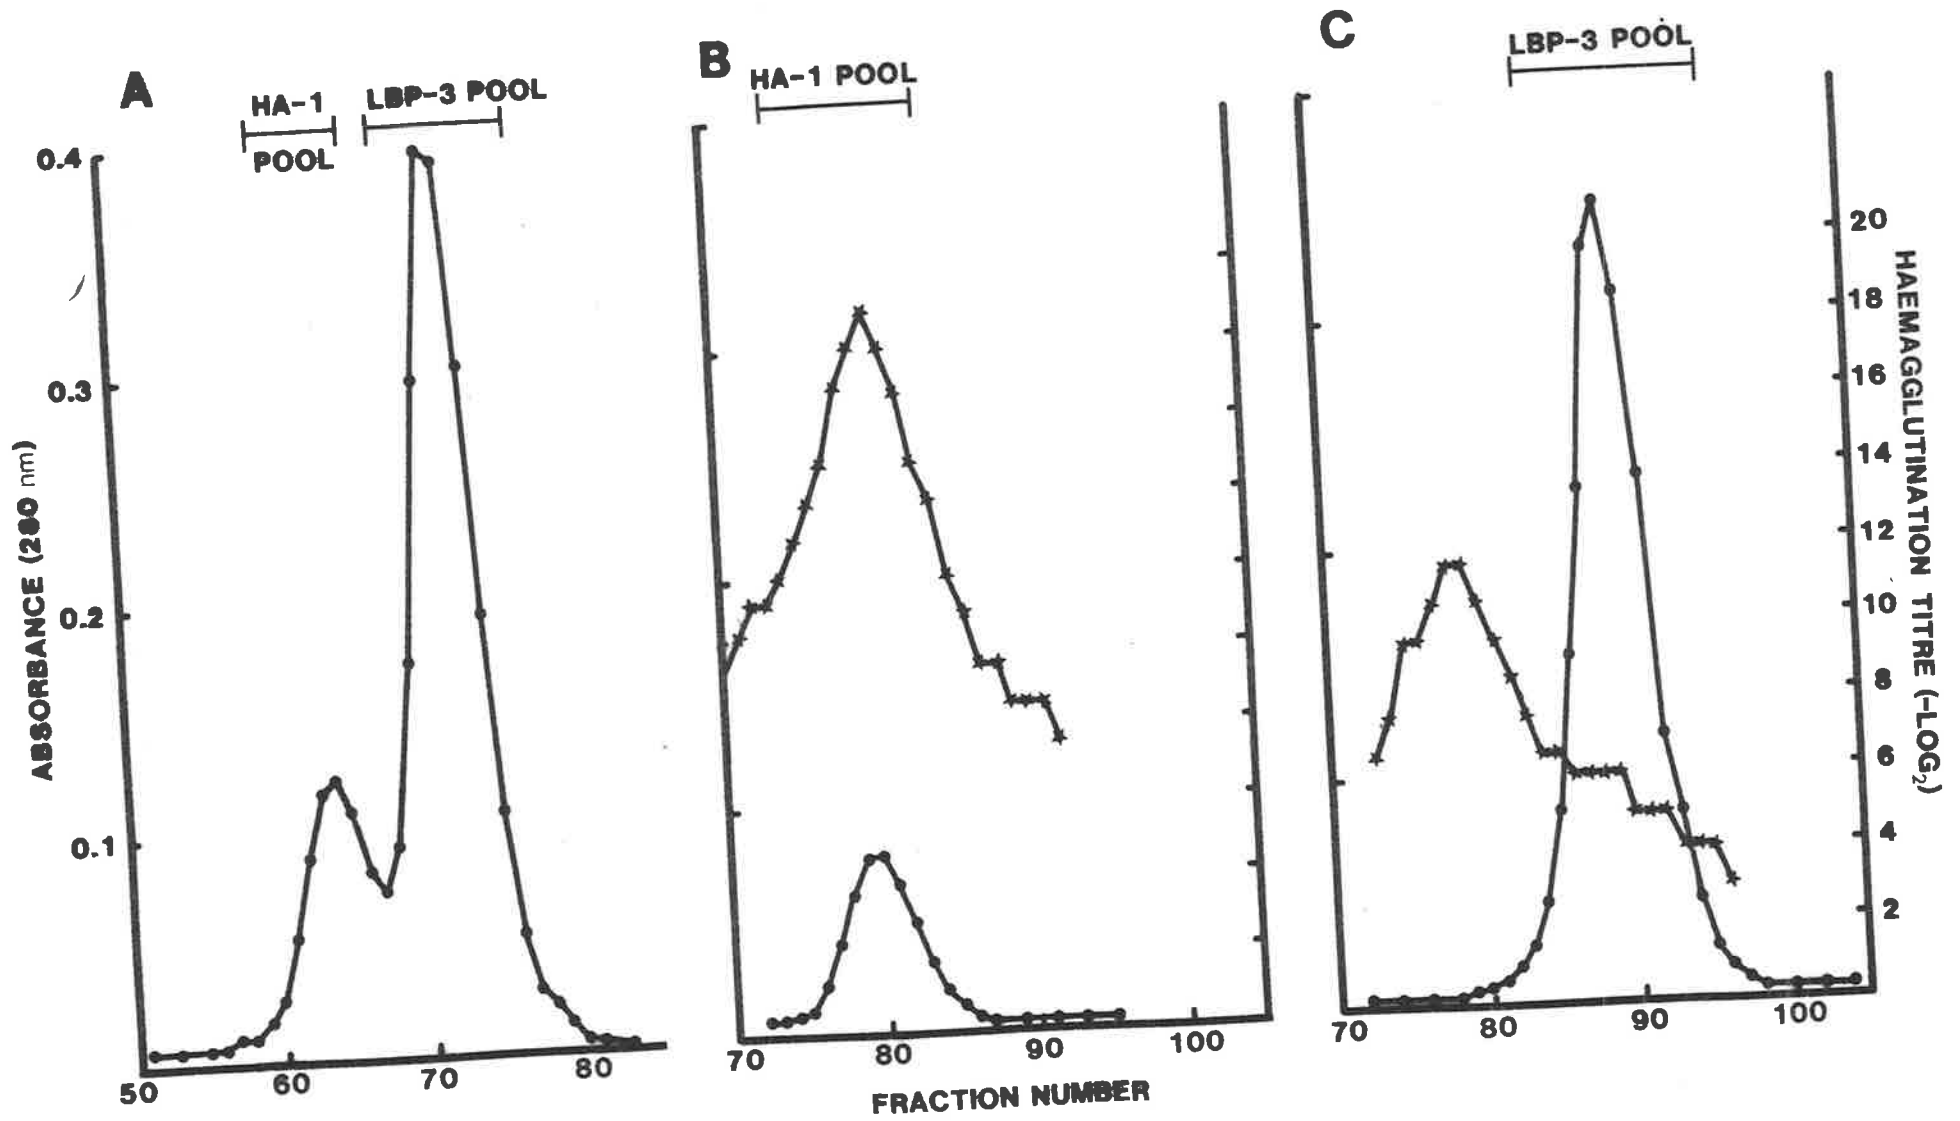 A
HA-1
POOL
LBP-3 POOL
B
HA-1 POOL
C
LBP-3 POOL
0.4
0.3
0.2
0.1
ABSORBANCE (280 nm)
50
60
70
80
70
80
90
100
70
80
90
100
FRACTION NUMBER
20
18
16
14
12
10
8
6
4
2
HAEMAGGLUTINATION TITRE (-LOG₂)